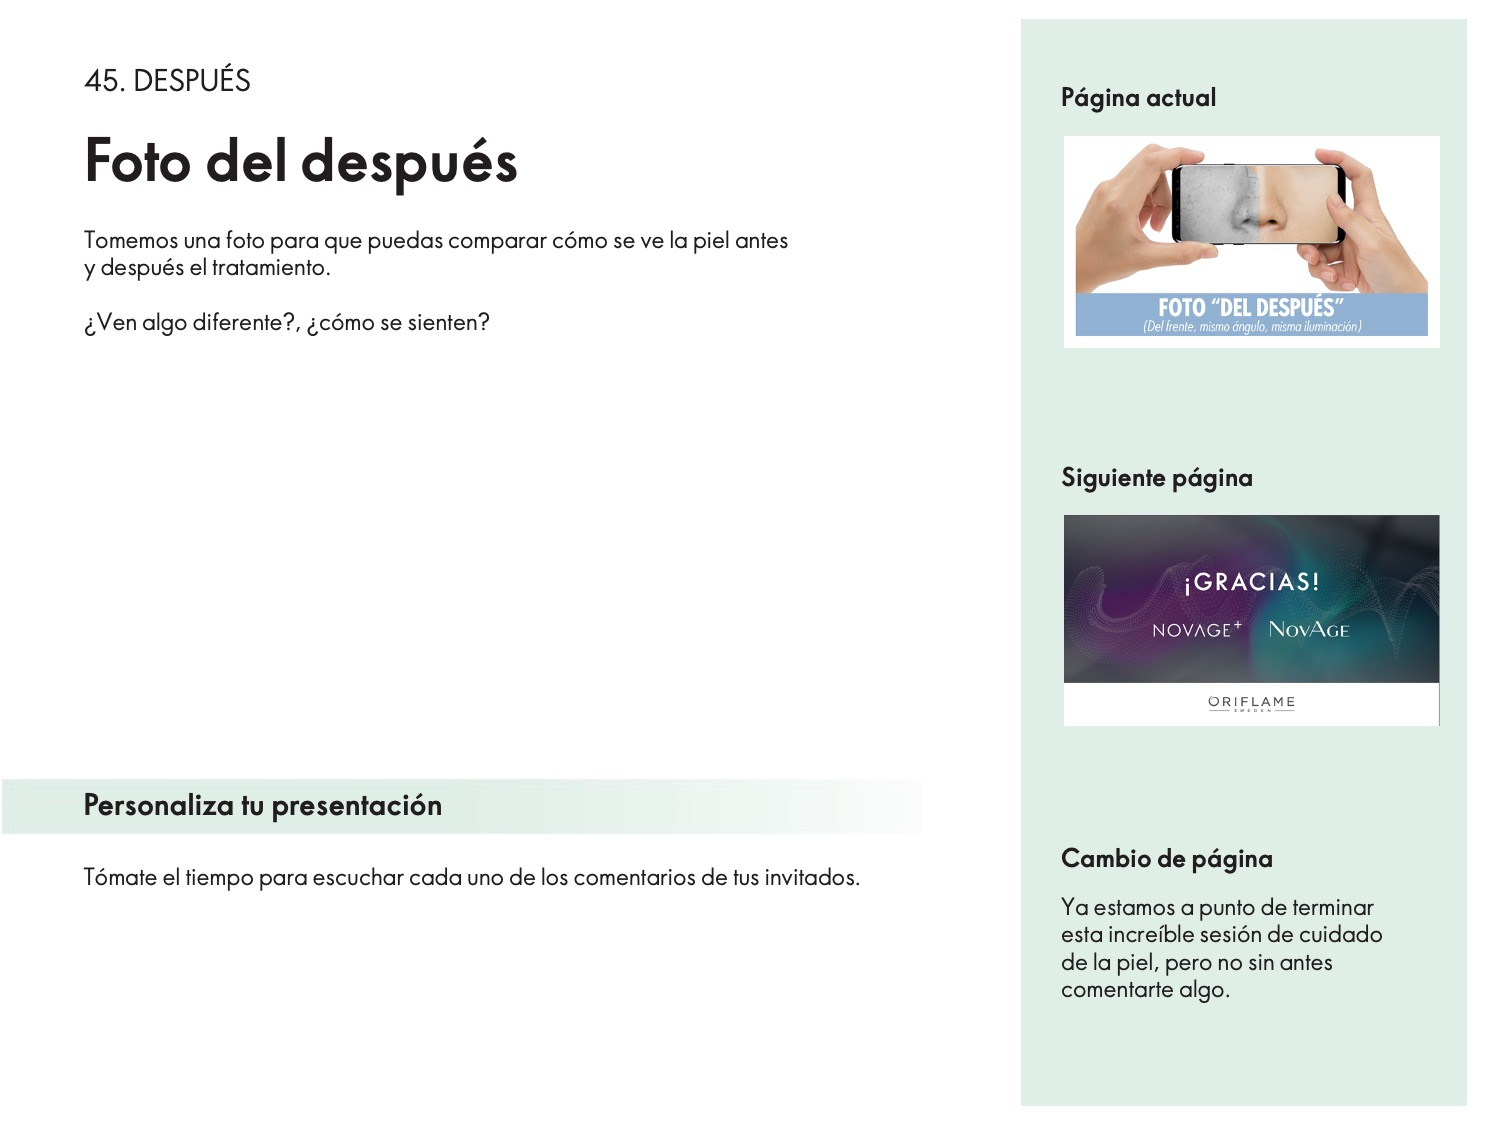 45. DESPUÉS
Foto del después
Tomemos una foto para que puedas comparar cómo se ve la piel antes
y después el tratamiento.
¿Ven algo diferente?, ¿cómo se sienten?
Personaliza tu presentación
Tómate el tiempo para escuchar cada uno de los comentarios de tus invitados.
Página actual
FOTO “DEL DESPUÉS”
(Del frente, mismo ángulo, misma iluminación)
Siguiente página
¡GRACIAS!
NOVAGE+ NOVAGE
ORIFLAME
SWEDEN
Cambio de página
Ya estamos a punto de terminar
esta increíble sesión de cuidado
de la piel, pero no sin antes
comentarte algo.